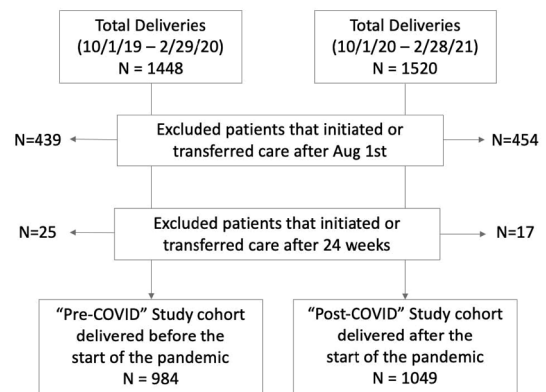 Total Deliveries
(10/1/19 – 2/29/20)
N = 1448
Total Deliveries
(10/1/20 – 2/28/21)
N = 1520
N=439
Excluded patients that initiated or
transferred care after Aug 1st
N=454
N=25
Excluded patients that initiated or
transferred care after 24 weeks
N=17
“Pre-COVID” Study cohort
delivered before the
start of the pandemic
N = 984
“Post-COVID” Study cohort
delivered after the
start of the pandemic
N = 1049